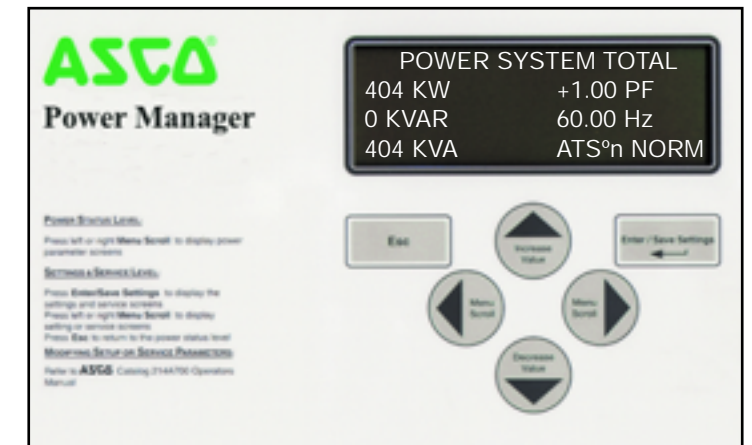 ASCO®
Power Manager
POWER SYSTEM TOTAL
404 KW +1.00 PF
0 KVAR 60.00 Hz
404 KVA ATSºn NORM
POWER STATUS LEVEL:
Press left or right Menu Scroll to display power
parameter screens
SETTINGS & SERVICE LEVEL:
Press Enter/Save Settings to display the
settings and service screens
Press left or right Menu Scroll to display
setting or service screens
Press Esc to return to the power status level
MODIFYING SETUP OR SERVICE PARAMETERS:
Refer to ASCO Catalog 214A700 Operators
Manual
Esc
Increase
Value
Enter / Save Settings
Menu
Scroll
Menu
Scroll
Decrease
Value